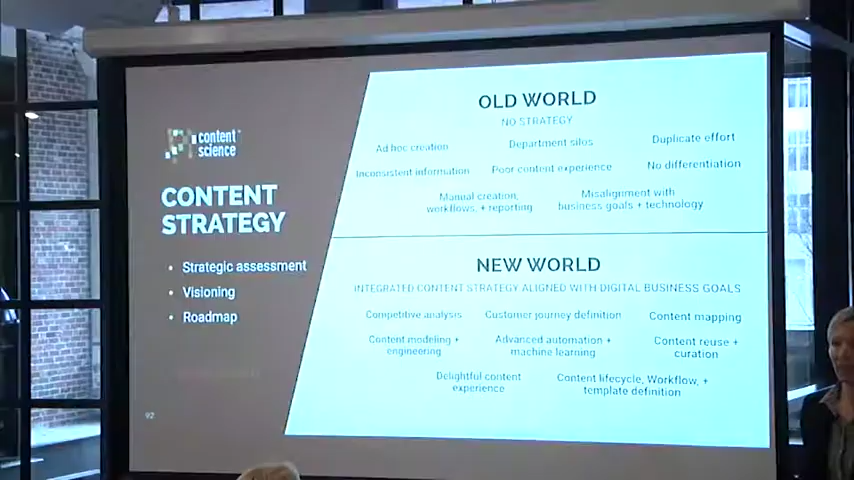 content
science
CONTENT
STRATEGY
• Strategic assessment
• Visioning
• Roadmap
92
OLD WORLD
NO STRATEGY
Ad hoc creation
Department silos
Duplicate effort
Inconsistent information
Poor content experience
No differentiation
Manual creation,
workflows, + reporting
Misalignment with
business goals + technology
NEW WORLD
INTEGRATED CONTENT STRATEGY ALIGNED WITH DIGITAL BUSINESS GOALS
Competitive analysis
Customer journey definition
Content mapping
Content modeling +
engineering
Advanced automation +
machine learning
Content reuse +
curation
Delightful content
experience
Content lifecycle, Workflow, +
template definition